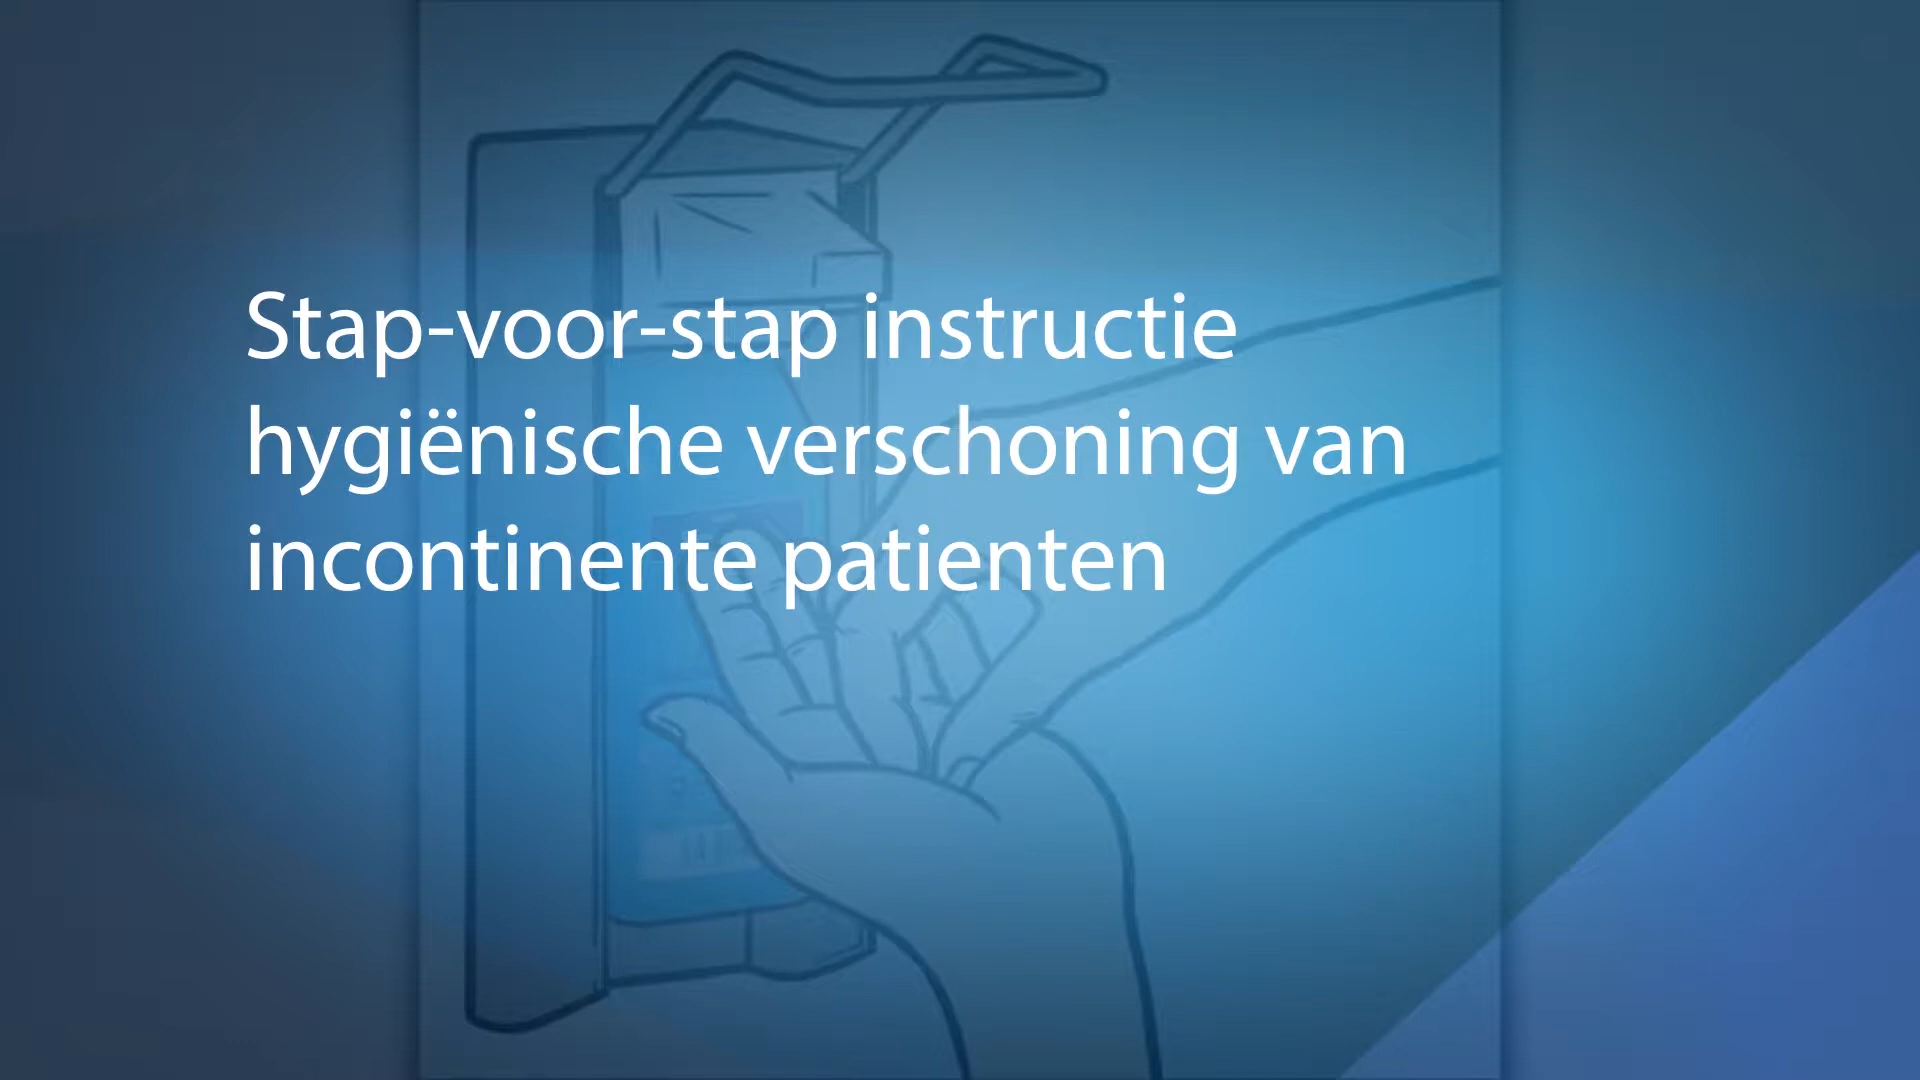 Stap-voor-stap instructie
hygiënische verschoning van
incontinente patienten